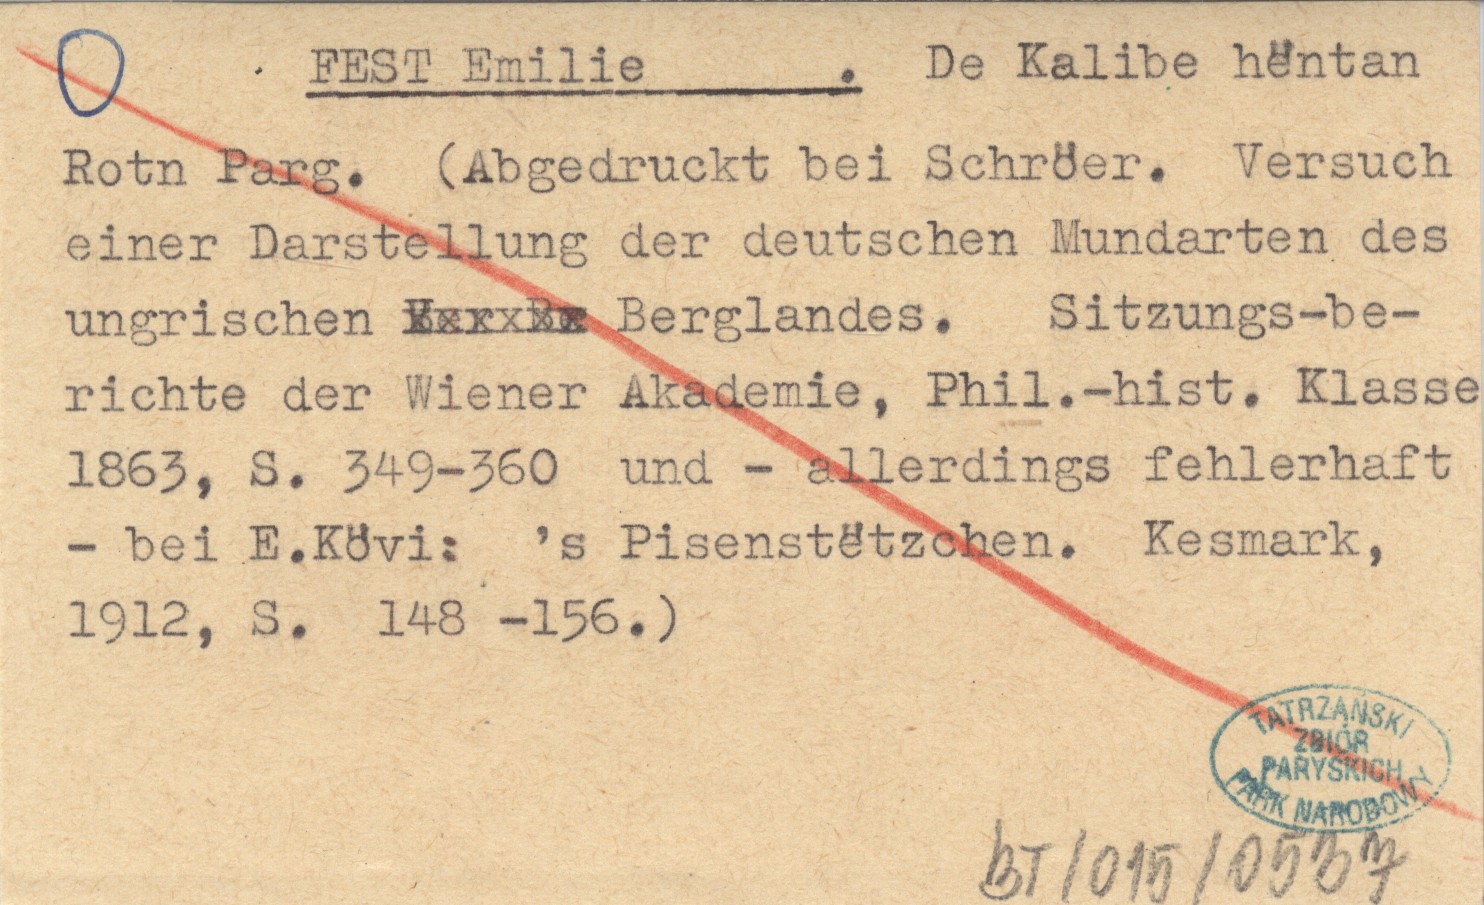 FEST Emilie . De Kalibe hëntan
Rotn Parg. (Abgedruckt bei Schröer. Versuch
einer Darstellung der deutschen Mundarten des
ungrischen Berglandes. Sitzungs-be-
richte der Wiener Akademie, Phil.-hist. Klasse
1863, S. 349-360 und - allerdings fehlerhaft
- bei E.Kövi: 's Pisenstëtzchen. Kesmark,
1912, S. 148 -156.)
TATRZAŃSKI
ZBIÓR
PARYSKICH
PARK NARODOWY
BT/015/0537